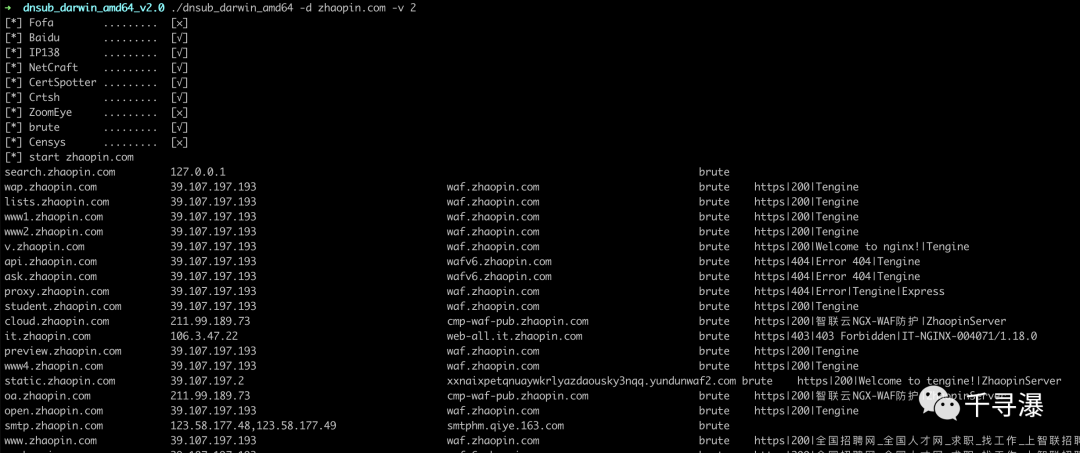 ➜ dnsub_darwin_amd64_v2.0 ./dnsub_darwin_amd64 -d zhaopin.com -v 2
[*] Fofa ......... [×]
[*] Baidu ......... [√]
[*] IP138 ......... [√]
[*] NetCraft ......... [√]
[*] CertSpotter ......... [√]
[*] Crtsh ......... [√]
[*] ZoomEye ......... [×]
[*] brute ......... [√]
[*] Censys ......... [×]
[*] start zhaopin.com
search.zhaopin.com 127.0.0.1 brute
wap.zhaopin.com 39.107.197.193 waf.zhaopin.com brute https|200|Tengine
lists.zhaopin.com 39.107.197.193 waf.zhaopin.com brute https|200|Tengine
www1.zhaopin.com 39.107.197.193 waf.zhaopin.com brute https|200|Tengine
www2.zhaopin.com 39.107.197.193 waf.zhaopin.com brute https|200|Tengine
v.zhaopin.com 39.107.197.193 waf.zhaopin.com brute https|200|Welcome to nginx!|Tengine
api.zhaopin.com 39.107.197.193 wafv6.zhaopin.com brute https|404|Error 404|Tengine
ask.zhaopin.com 39.107.197.193 wafv6.zhaopin.com brute https|404|Error 404|Tengine
proxy.zhaopin.com 39.107.197.193 waf.zhaopin.com brute https|404|Error|Tengine|Express
student.zhaopin.com 39.107.197.193 waf.zhaopin.com brute https|200|Tengine
cloud.zhaopin.com 211.99.189.73 cmp-waf-pub.zhaopin.com brute https|200|智联云NGX-WAF防护|ZhaopinServer
it.zhaopin.com 106.3.47.22 web-all.it.zhaopin.com brute https|403|403 Forbidden|IT-NGINX-004071/1.18.0
preview.zhaopin.com 39.107.197.193 waf.zhaopin.com brute https|200|Tengine
www4.zhaopin.com 39.107.197.193 waf.zhaopin.com brute https|200|Tengine
static.zhaopin.com 39.107.197.2 xxnaixpetqnuaywkrlyazdaousky3nqq.yundunwaf2.com brute https|200|Welcome to tengine!|ZhaopinServer
oa.zhaopin.com 211.99.189.73 cmp-waf-pub.zhaopin.com brute https|200|智联云NGX-WAF防护|ZhaopinServer
open.zhaopin.com 39.107.197.193 waf.zhaopin.com brute https|200|Tengine
smtp.zhaopin.com 123.58.177.48,123.58.177.49 smtphm.qiye.163.com brute
www.zhaopin.com 39.107.197.193 waf.zhaopin.com brute https|200|全国招聘网_全国人才网_求职_找工作_上智联招聘
千寻瀑